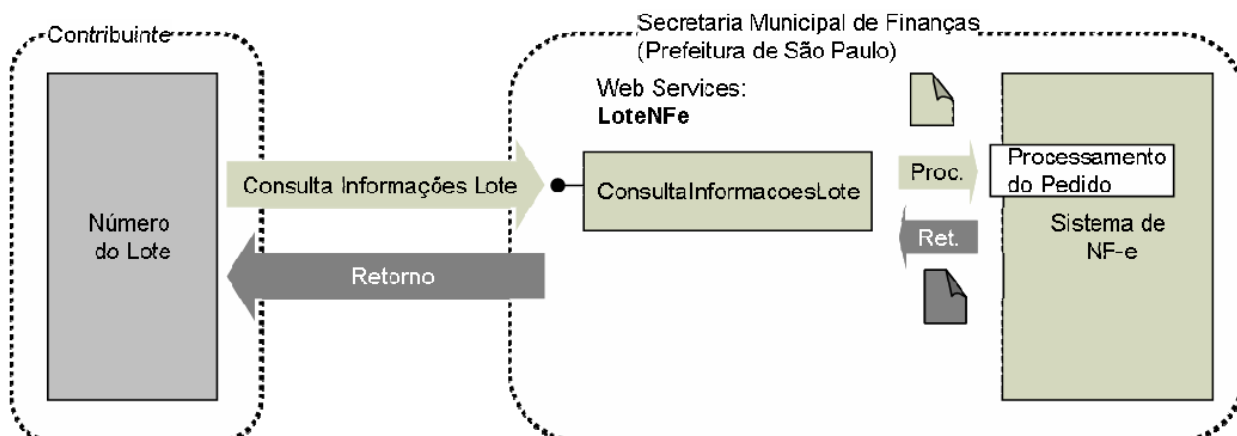 Contribuinte
Secretaria Municipal de Finanças
(Prefeitura de São Paulo)
Web Services:
LoteNFe
Consulta Informações Lote
ConsultaInformacoesLote
Proc.
Processamento
do Pedido
Número
do Lote
Retorno
Ret.
Sistema de
NF-e